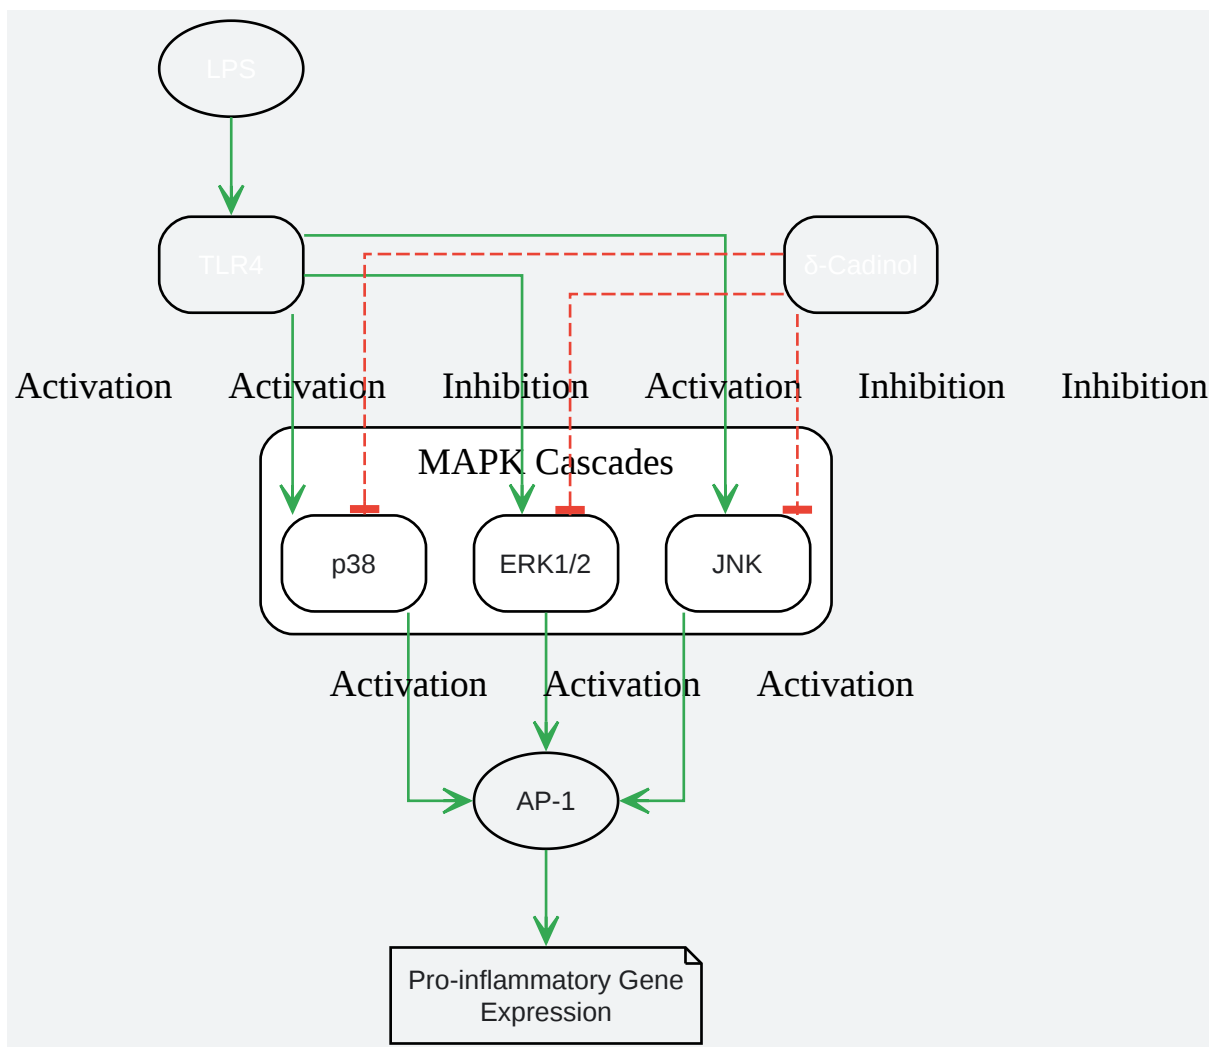 LPS
TLR4
δ-Cadinol
Activation
Activation
Inhibition
Activation
Inhibition
Inhibition
MAPK Cascades
p38
ERK1/2
JNK
Activation
Activation
Activation
AP-1
Pro-inflammatory Gene
Expression